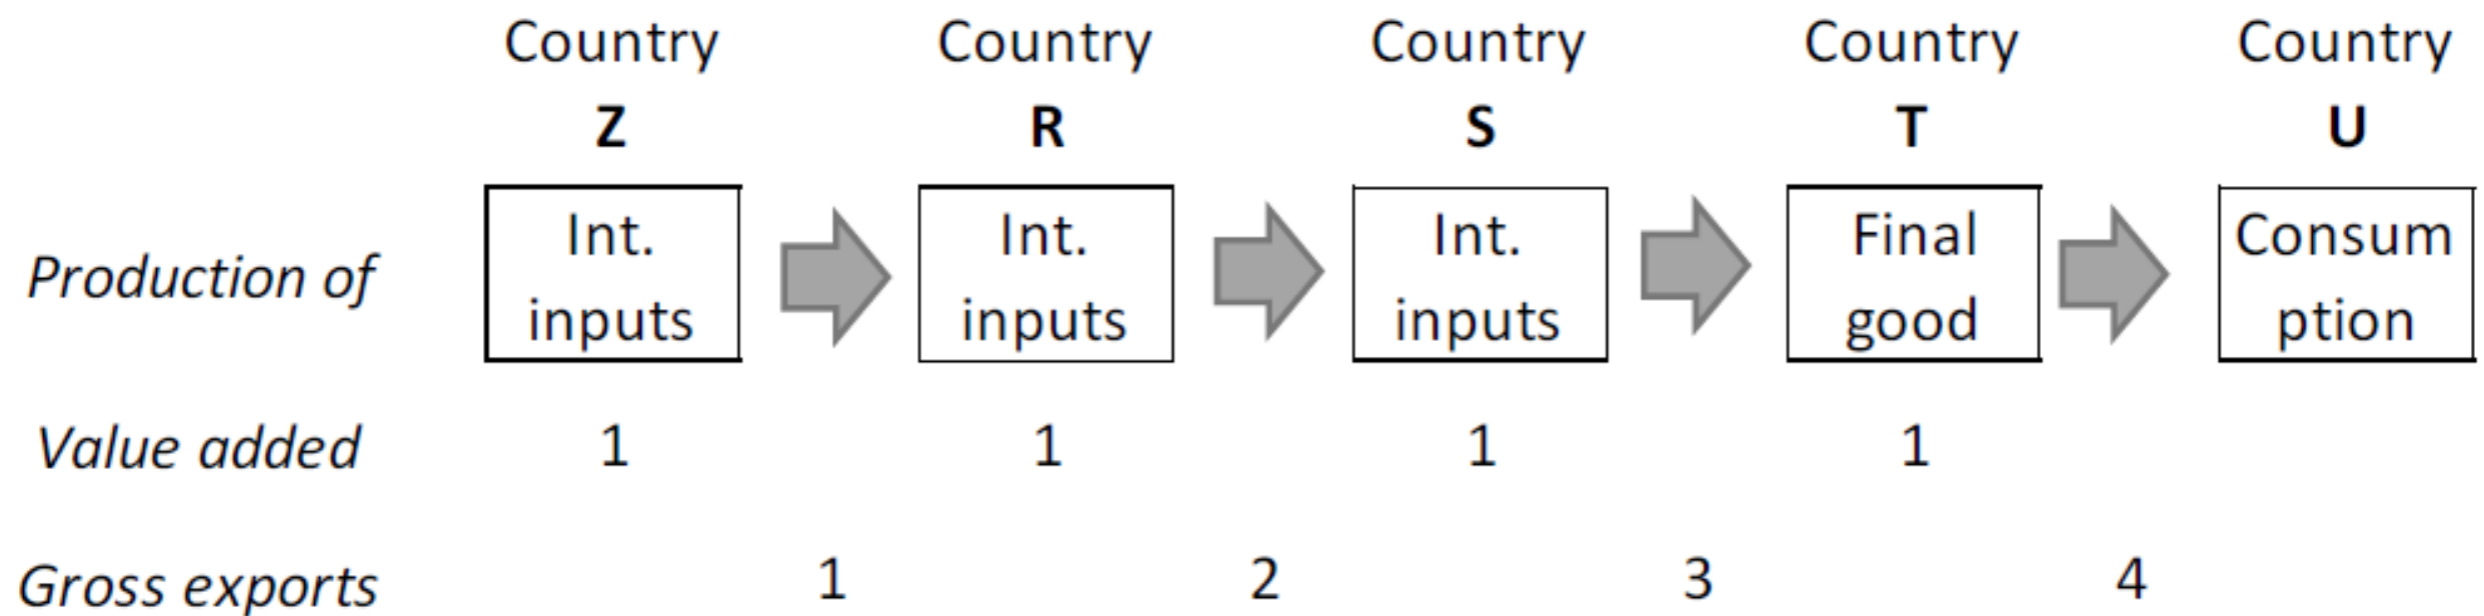 Country Country Country Country Country
Z R S T U
Int. Int. Int. Final Consum
Production of
inputs inputs inputs good ption
Value added 1 1 1 1
Gross exports 1 2 3 4